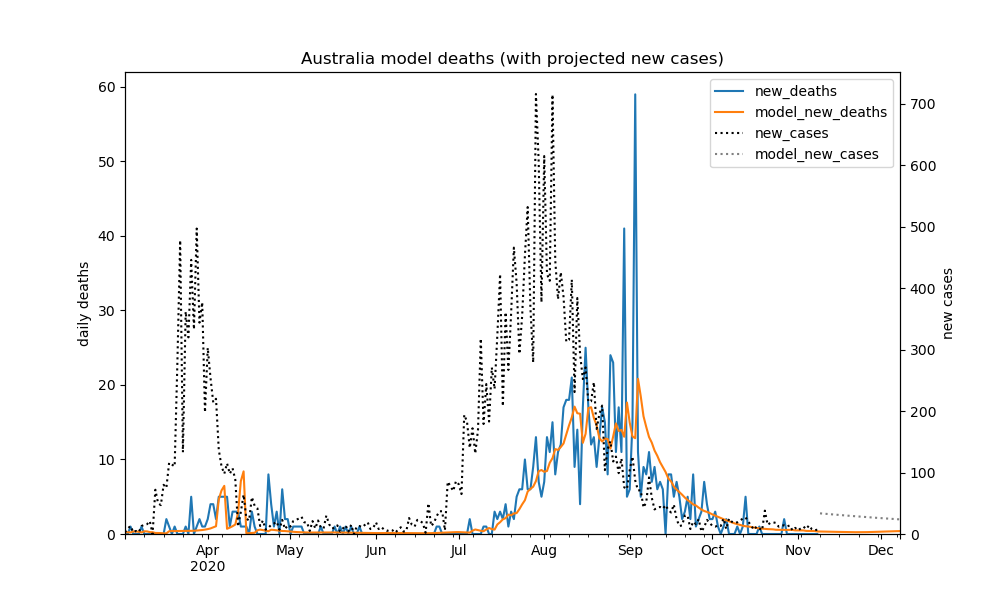 Australia model deaths (with projected new cases)
new_deaths
model_new_deaths
new_cases
model_new_cases
daily deaths
new cases
60
50
40
30
20
10
0
700
600
500
400
300
200
100
0
Apr
May
Jun
Jul
Aug
Sep
Oct
Nov
Dec
2020